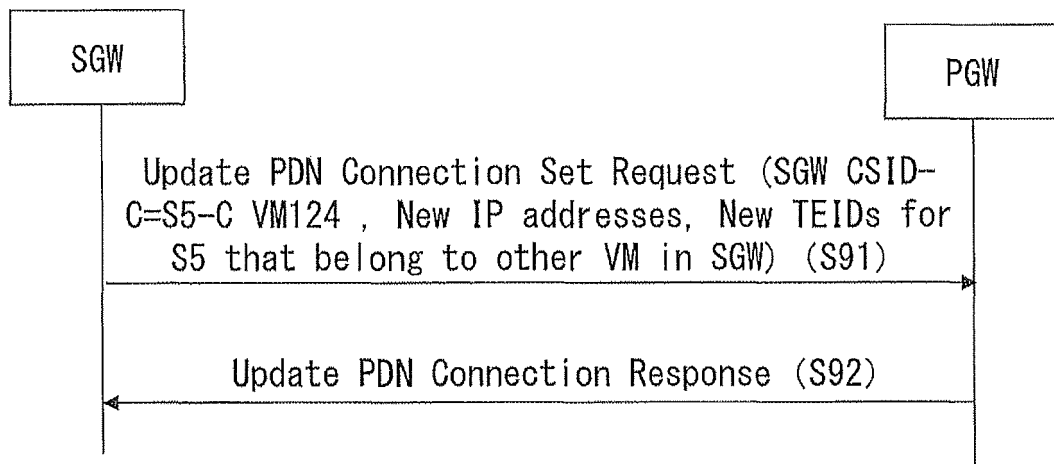 SGW
PGW
Update PDN Connection Set Request (SGW CSID-
C=S5-C VM124 , New IP addresses, New TEIDs for
S5 that belong to other VM in SGW) (S91)
Update PDN Connection Response (S92)